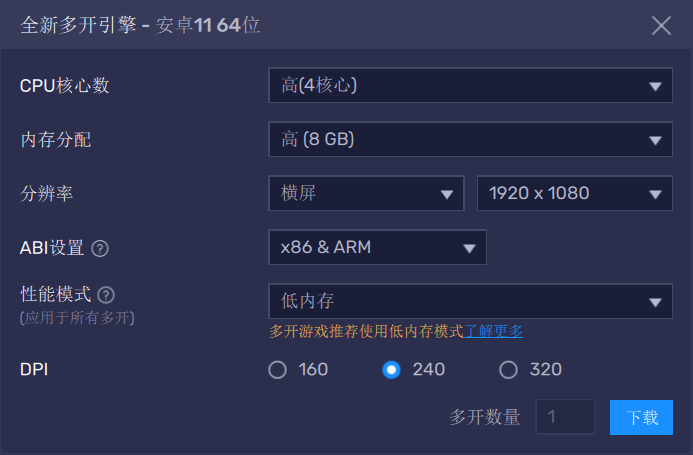 全新多开引擎 - 安卓11 64位
CPU核心数 高(4核心)
内存分配 高 (8 GB)
分辨率 横屏 1920 x 1080
ABI设置 ? x86 & ARM
性能模式 ? 低内存
(应用于所有多开)
多开游戏推荐使用低内存模式了解更多
DPI 160 240 320
多开数量 1 下载